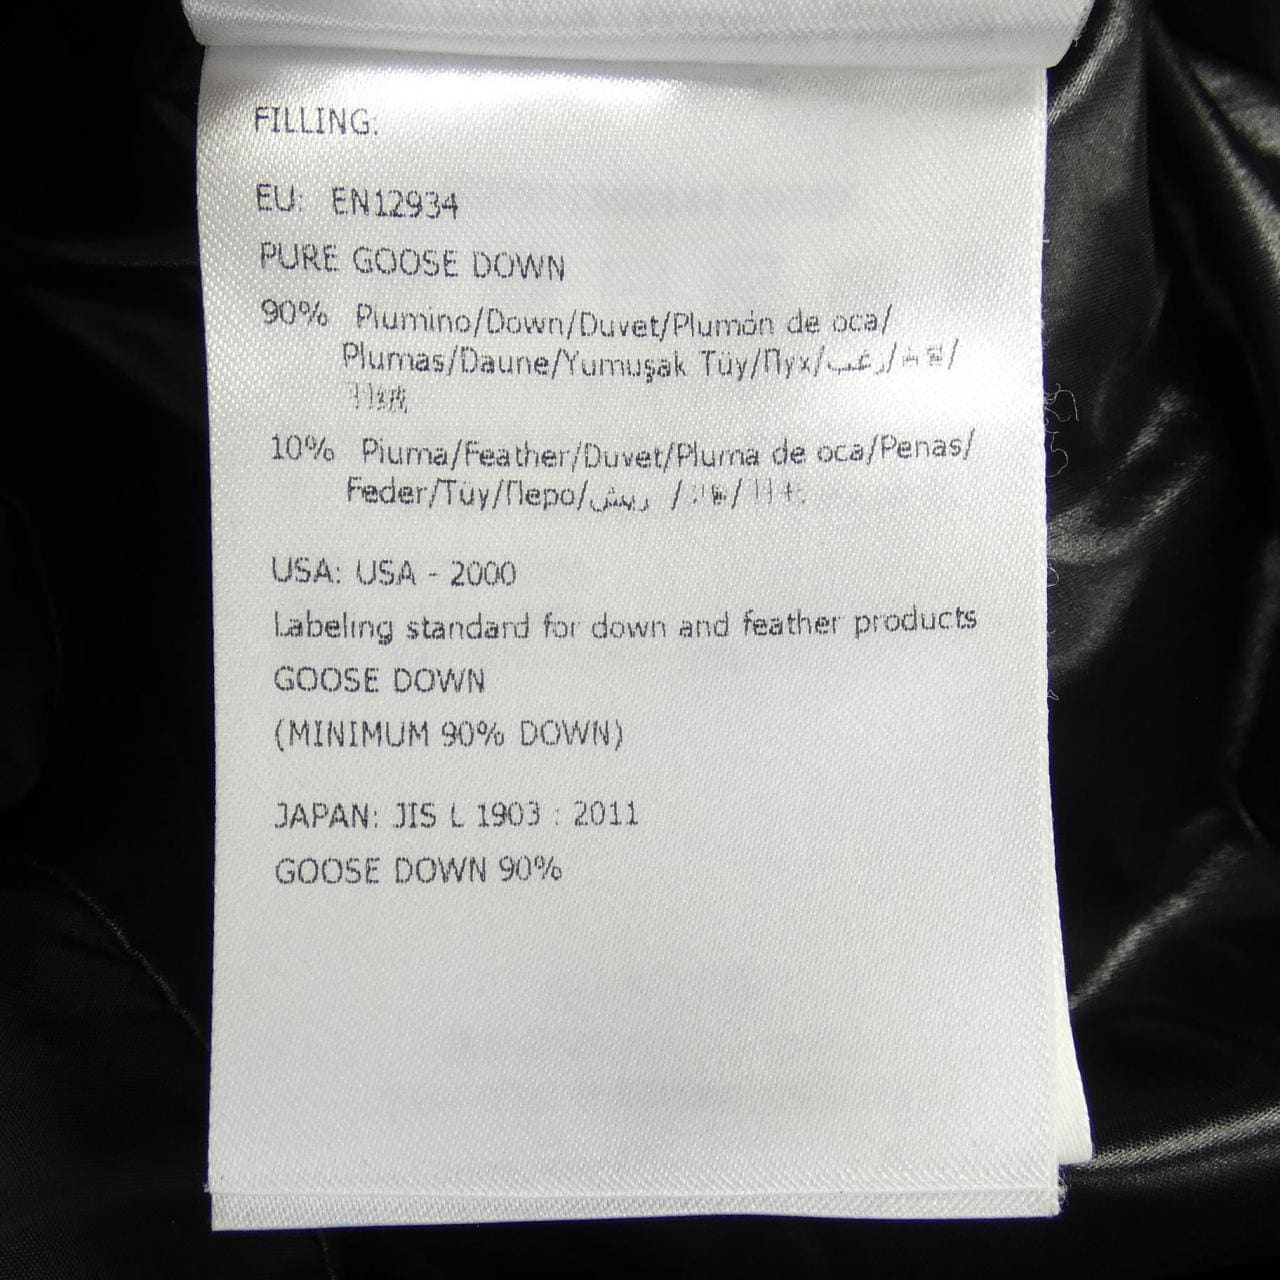 FILLING:
EU: EN12934
PURE GOOSE DOWN
90% Piumino/Down/Duvet/Plumón de oca/
Plumas/Daune/Yumuşak Tüy/Пух/زغب/
10% Piuma/Feather/Duvet/Pluma de oca/Penas/
Feder/Tüy/Перо/ريش /
USA: USA - 2000
Labeling standard for down and feather products
GOOSE DOWN
(MINIMUM 90% DOWN)
JAPAN: JIS L 1903 : 2011
GOOSE DOWN 90%